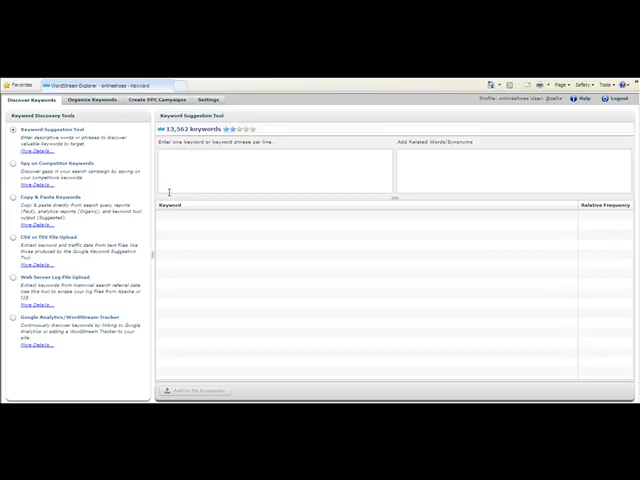 Favorites
WordStream Explorer - onlineshoes - Keyword
Page
Safety
Tools
Discover Keywords
Organize Keywords
Create PPC Campaigns
Settings
Profile: onlineshoes User: @callie
Help
Logout
Keyword Discovery Tools
Keyword Suggestion Tool
Enter descriptive words or phrases to discover
valuable keywords to target.
More Details...
Spy on Competitor Keywords
Discover gaps in your search campaign by spying on
your competitors keywords.
More Details...
Copy & Paste Keywords
Copy & paste directly from search query reports
(Paid), analytics reports (Organic), and keyword tool
output (Suggested).
More Details...
CSV or TSV File Upload
Extract keyword and traffic data from text files like
those produced by the Google Keyword Suggestion
Tool.
More Details...
Web Server Log File Upload
Extract keywords from historical search referral data
Use this tool to scrape your log files from Apache or
IIS.
More Details...
Google Analytics/WordStream Tracker
Continuously discover keywords by linking to Google
Analytics or adding a WordStream Tracker to your
site.
More Details...
Keyword Suggestion Tool
13,562 keywords
Enter one keyword or keyword phrase per line.
Add Related Words/Synonyms
Keyword
Relative Frequency
Add to My Keywords